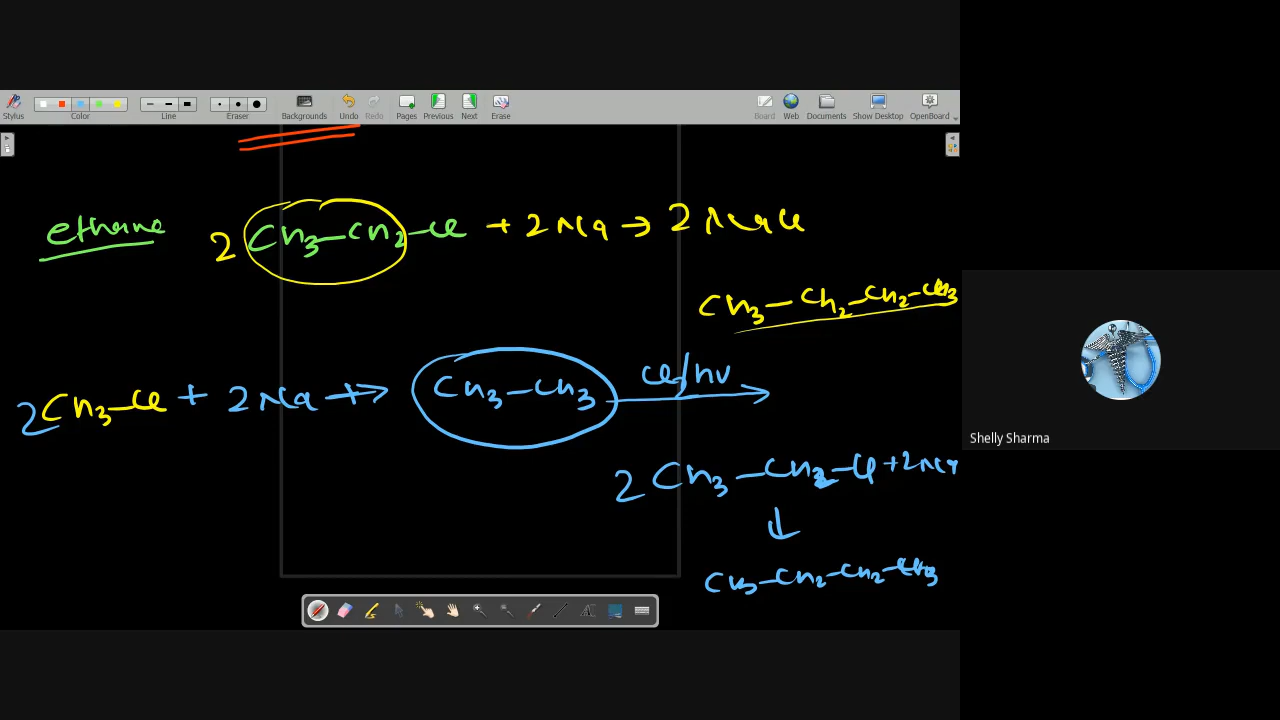 Stylus Color Line Eraser Backgrounds Undo Redo Pages Previous Next Erase Board Web Documents Show Desktop OpenBoard
ethane 2 CH3-CH2-Cl + 2Na → 2 NaCl
CH3-CH2-CH2-CH3
2CH3-Cl + 2Na → CH3-CH3 Cl2/hν →
2 CH3-CH2-Cl + 2Na
↓
CH3-CH2-CH2-CH3
Shelly Sharma